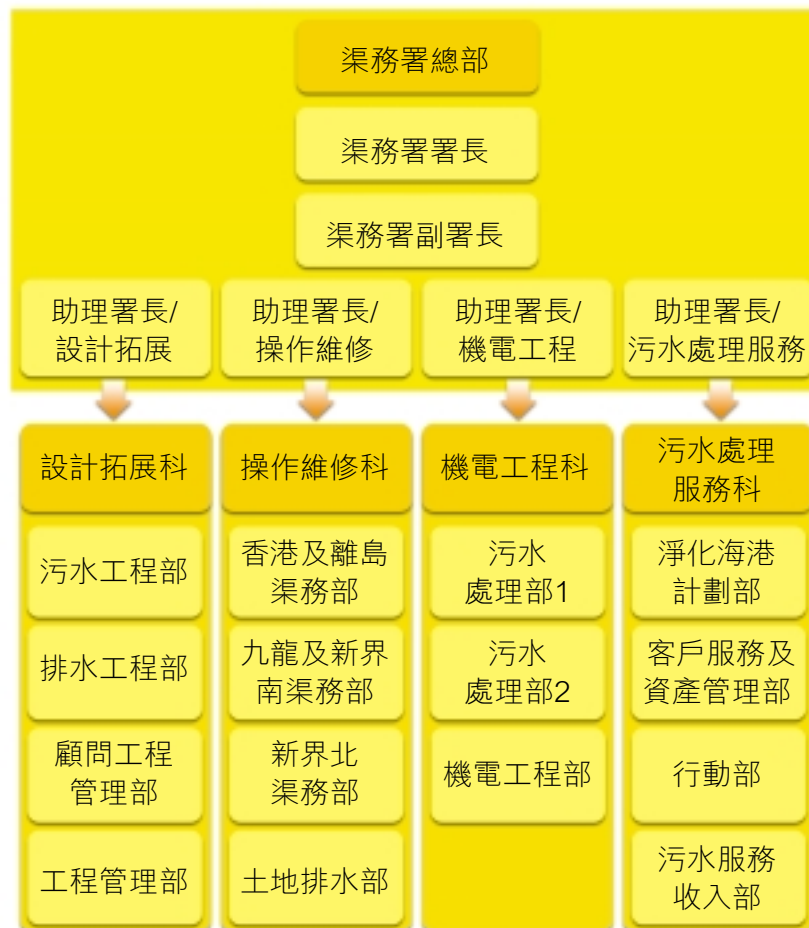 渠務署總部
渠務署署長
渠務署副署長
助理署長/
設計拓展
助理署長/
操作維修
助理署長/
機電工程
助理署長/
污水處理服務
設計拓展科
污水工程部
排水工程部
顧問工程
管理部
工程管理部
操作維修科
香港及離島
渠務部
九龍及新界
南渠務部
新界北
渠務部
土地排水部
機電工程科
污水
處理部1
污水
處理部2
機電工程部
污水處理
服務科
淨化海港
計劃部
客戶服務及
資產管理部
行動部
污水服務
收入部